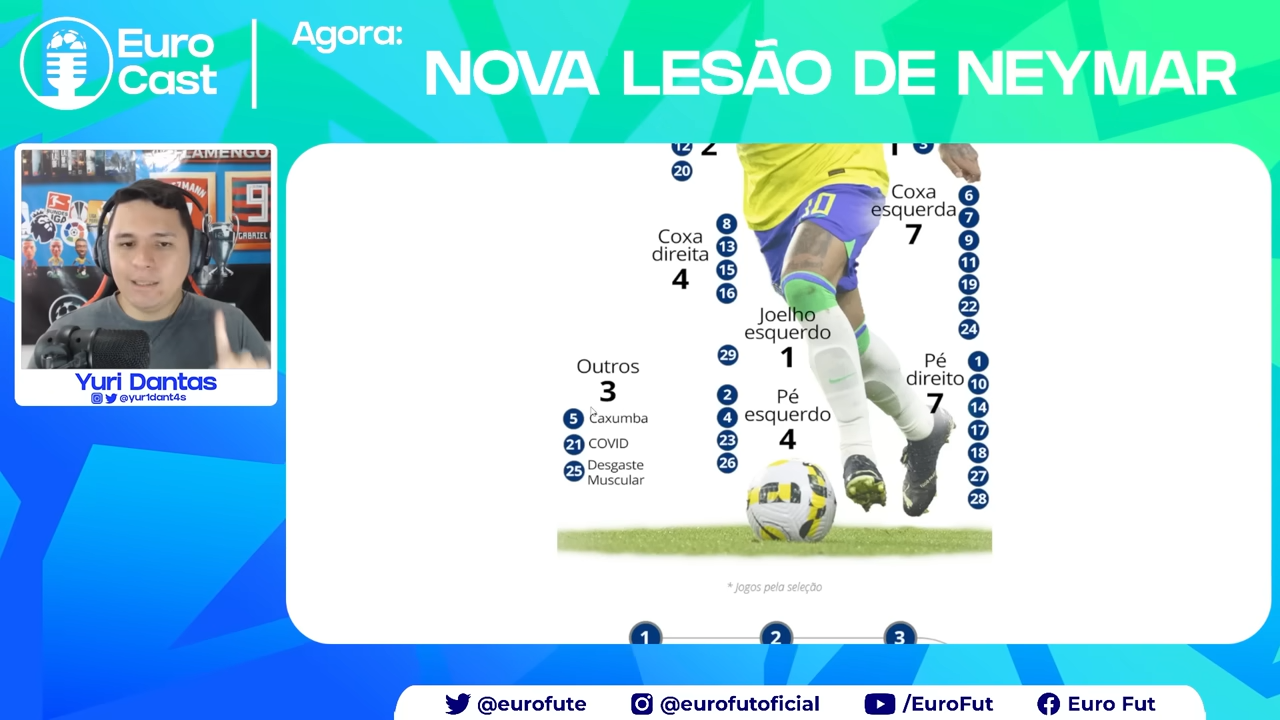 Euro
Cast
Agora:
NOVA LESÃO DE NEYMAR
FLAMENGO
Yuri Dantas
@yur1dant4s
12
2
20
1
3
10
Coxa
esquerda
7
6
7
9
11
19
22
24
Coxa
direita
4
8
13
15
16
Joelho
esquerdo
1
29
Outros
3
5 Caxumba
21 COVID
25 Desgaste
Muscular
Pé
esquerdo
4
2
4
23
26
Pé
direito
7
1
10
14
17
18
27
28
* Jogos pela seleção
1 2 3
@eurofute @eurofutoficial /EuroFut Euro Fut